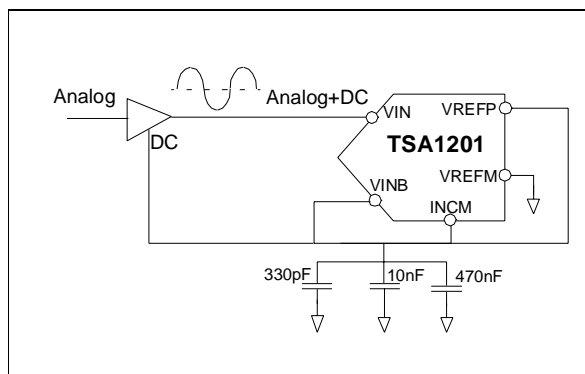 Analog
DC
Analog+DC
VIN
VREFP
TSA1201
VREFM
VINB
INCM
330pF
10nF
470nF